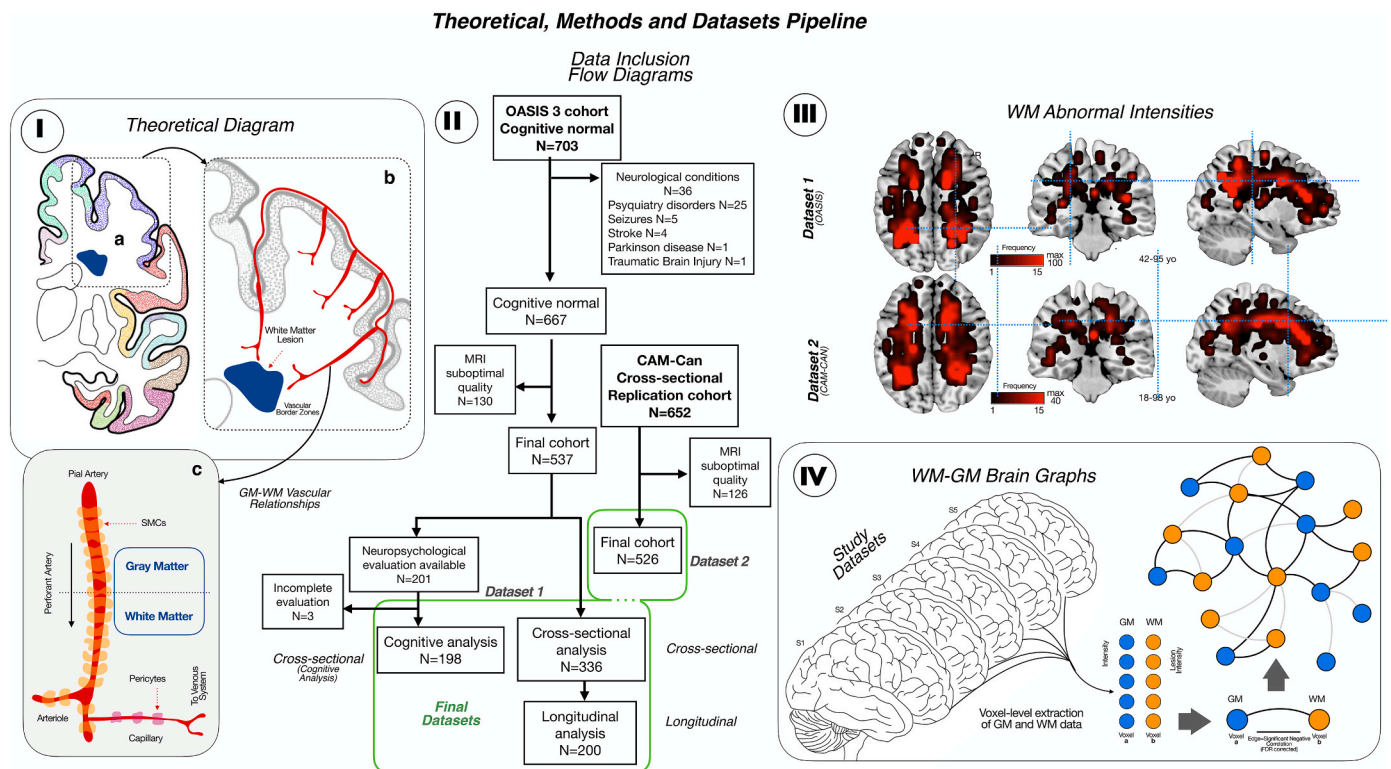 Theoretical, Methods and Datasets Pipeline
Data Inclusion
Flow Diagrams
I
Theoretical Diagram
a
b
White Matter
Lesion
Vascular
Border Zones
c
Pial Artery
SMCs
Perforant Artery
Gray Matter
White Matter
Pericytes
To Venous
System
Arteriole
Capillary
GM-WM Vascular
Relationships
II
OASIS 3 cohort
Cognitive normal
N=703
Neurological conditions
N=36
Psyquiatry disorders N=25
Seizures N=5
Stroke N=4
Parkinson disease N=1
Traumatic Brain Injury N=1
Cognitive normal
N=667
MRI
suboptimal
quality
N=130
CAM-Can
Cross-sectional
Replication cohort
N=652
Final cohort
N=537
MRI
suboptimal
quality
N=126
Neuropsychological
evaluation available
N=201
Final cohort
N=526
Dataset 2
Dataset 1
Incomplete
evaluation
N=3
Cognitive analysis
N=198
Cross-sectional
analysis
N=336
Cross-sectional
Cross-sectional
(Cognitive
Analysis)
Final
Datasets
Longitudinal
analysis
N=200
Longitudinal
III
WM Abnormal Intensities
Dataset 1
(OASIS)
R
Frequency
max
100
1
15
42-95 yo
Dataset 2
(CAM-CAN)
Frequency
max
40
1
15
18-98 yo
IV
WM-GM Brain Graphs
Study
Datasets
S5
S4
S3
S2
S1
Voxel-level extraction
of GM and WM data
GM
WM
Intensity
Lesion
Intensity
Voxel
a
Voxel
b
GM
WM
Voxel
a
Voxel
b
Edge=Significant Negative
Correlation
(FDR corrected)